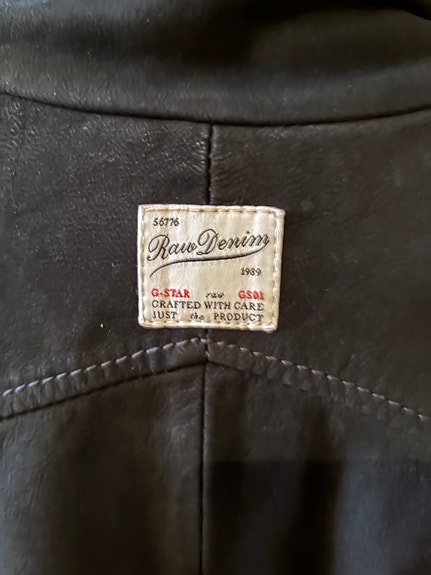 56776
Raw Denim
1989
G-STAR raw GS01
CRAFTED WITH CARE
JUST the PRODUCT